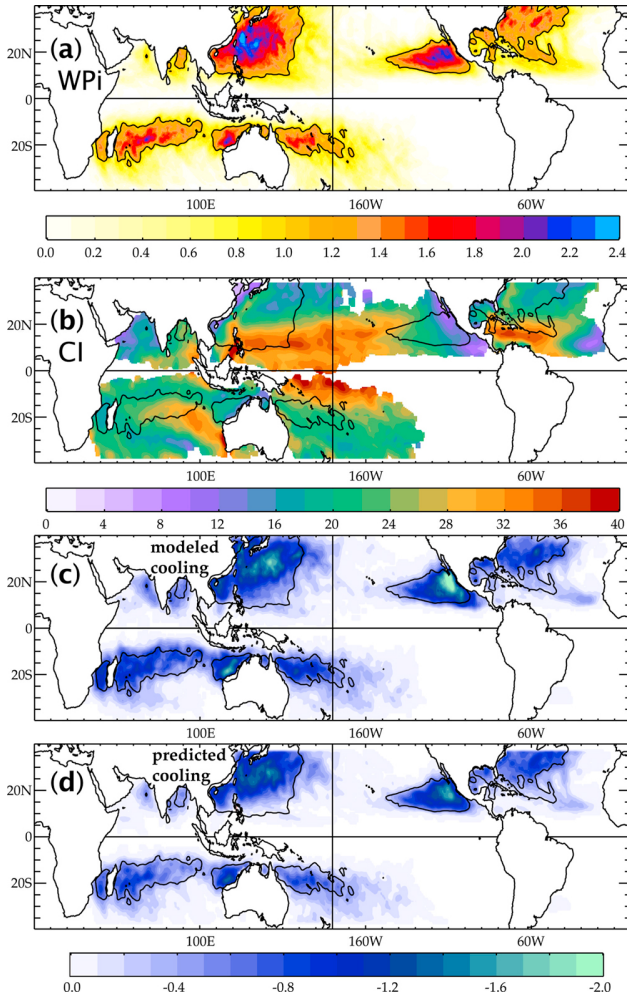 (a)
WPi
20N
0
20S
100E 160W 60W
0.0 0.2 0.4 0.6 0.8 1.0 1.2 1.4 1.6 1.8 2.0 2.2 2.4
(b)
CI
20N
0
20S
100E 160W 60W
0 4 8 12 16 20 24 28 32 36 40
(c)
modeled
cooling
20N
0
20S
100E 160W 60W
(d)
predicted
cooling
20N
0
20S
100E 160W 60W
0.0 -0.4 -0.8 -1.2 -1.6 -2.0